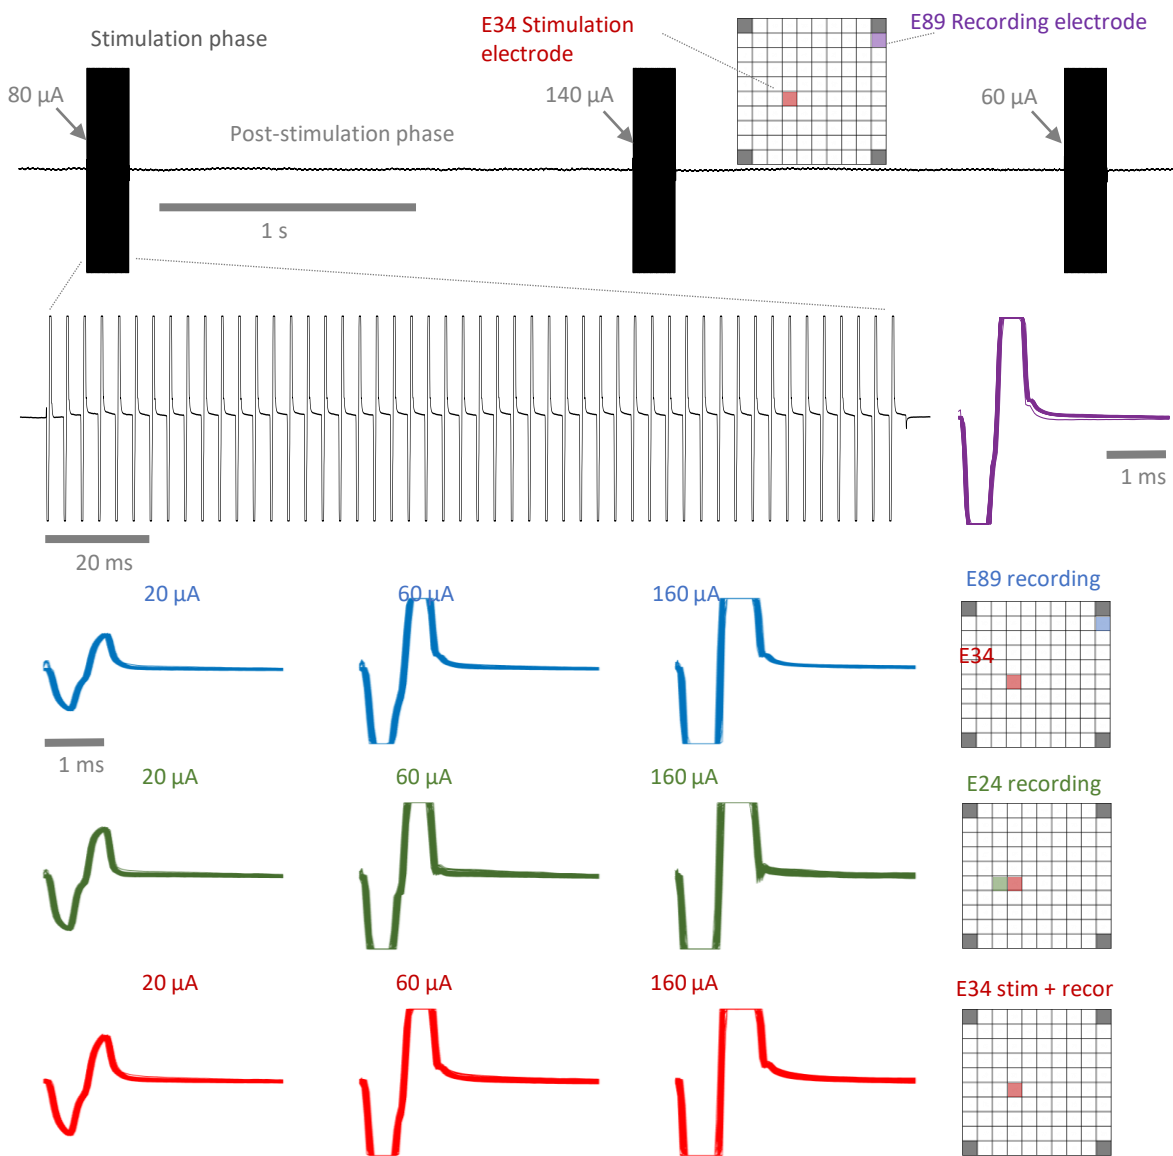 Stimulation phase
E34 Stimulation
electrode
E89 Recording electrode
80 µA
140 µA
60 µA
Post-stimulation phase
1 s
1 ms
20 ms
20 µA
60 µA
160 µA
E89 recording
E34
1 ms
20 µA
60 µA
160 µA
E24 recording
20 µA
60 µA
160 µA
E34 stim + recor